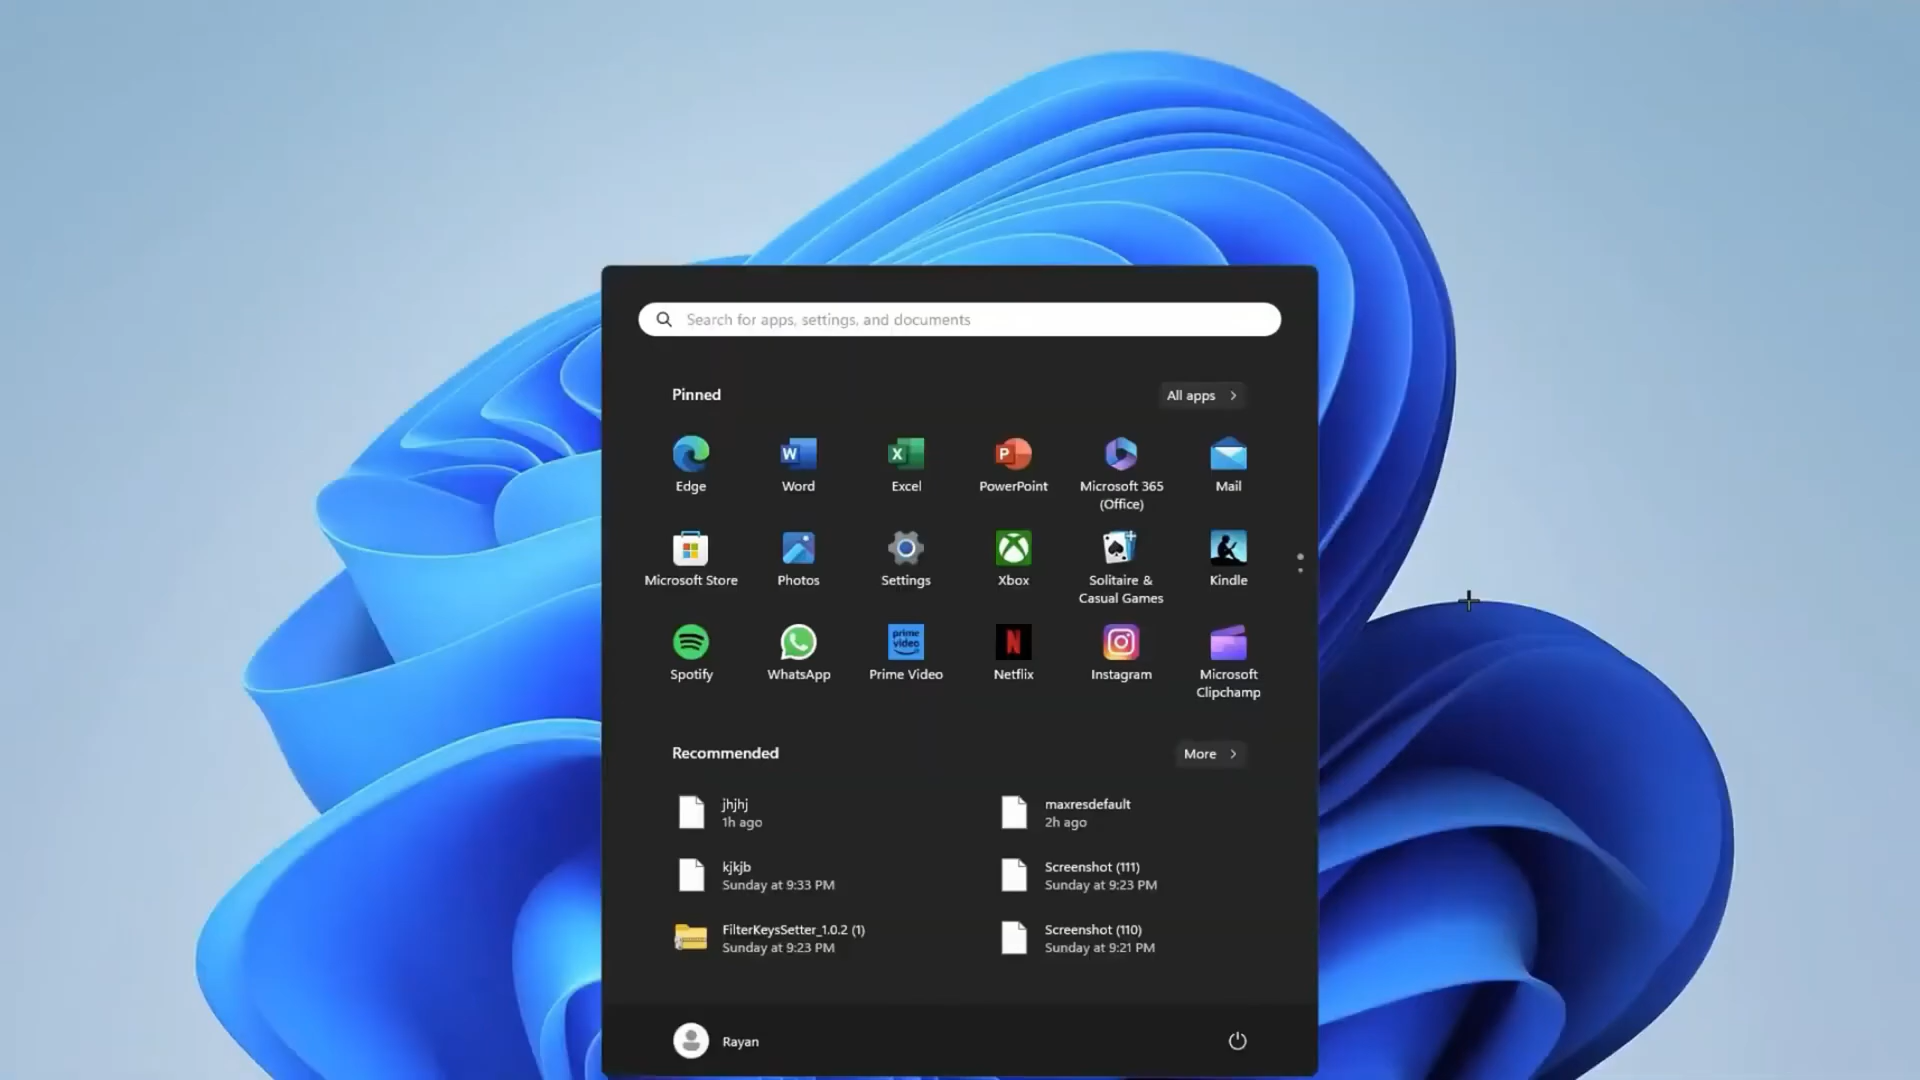 Search for apps, settings, and documents
Pinned
All apps
Edge
Word
Excel
PowerPoint
Microsoft 365
(Office)
Mail
Microsoft Store
Photos
Settings
Xbox
Solitaire &
Casual Games
Kindle
prime
video
Spotify
WhatsApp
Prime Video
Netflix
Instagram
Microsoft
Clipchamp
Recommended
More
jhjhj
1h ago
maxresdefault
2h ago
kjkjb
Sunday at 9:33 PM
Screenshot (111)
Sunday at 9:23 PM
FilterKeysSetter_1.0.2 (1)
Sunday at 9:23 PM
Screenshot (110)
Sunday at 9:21 PM
Rayan